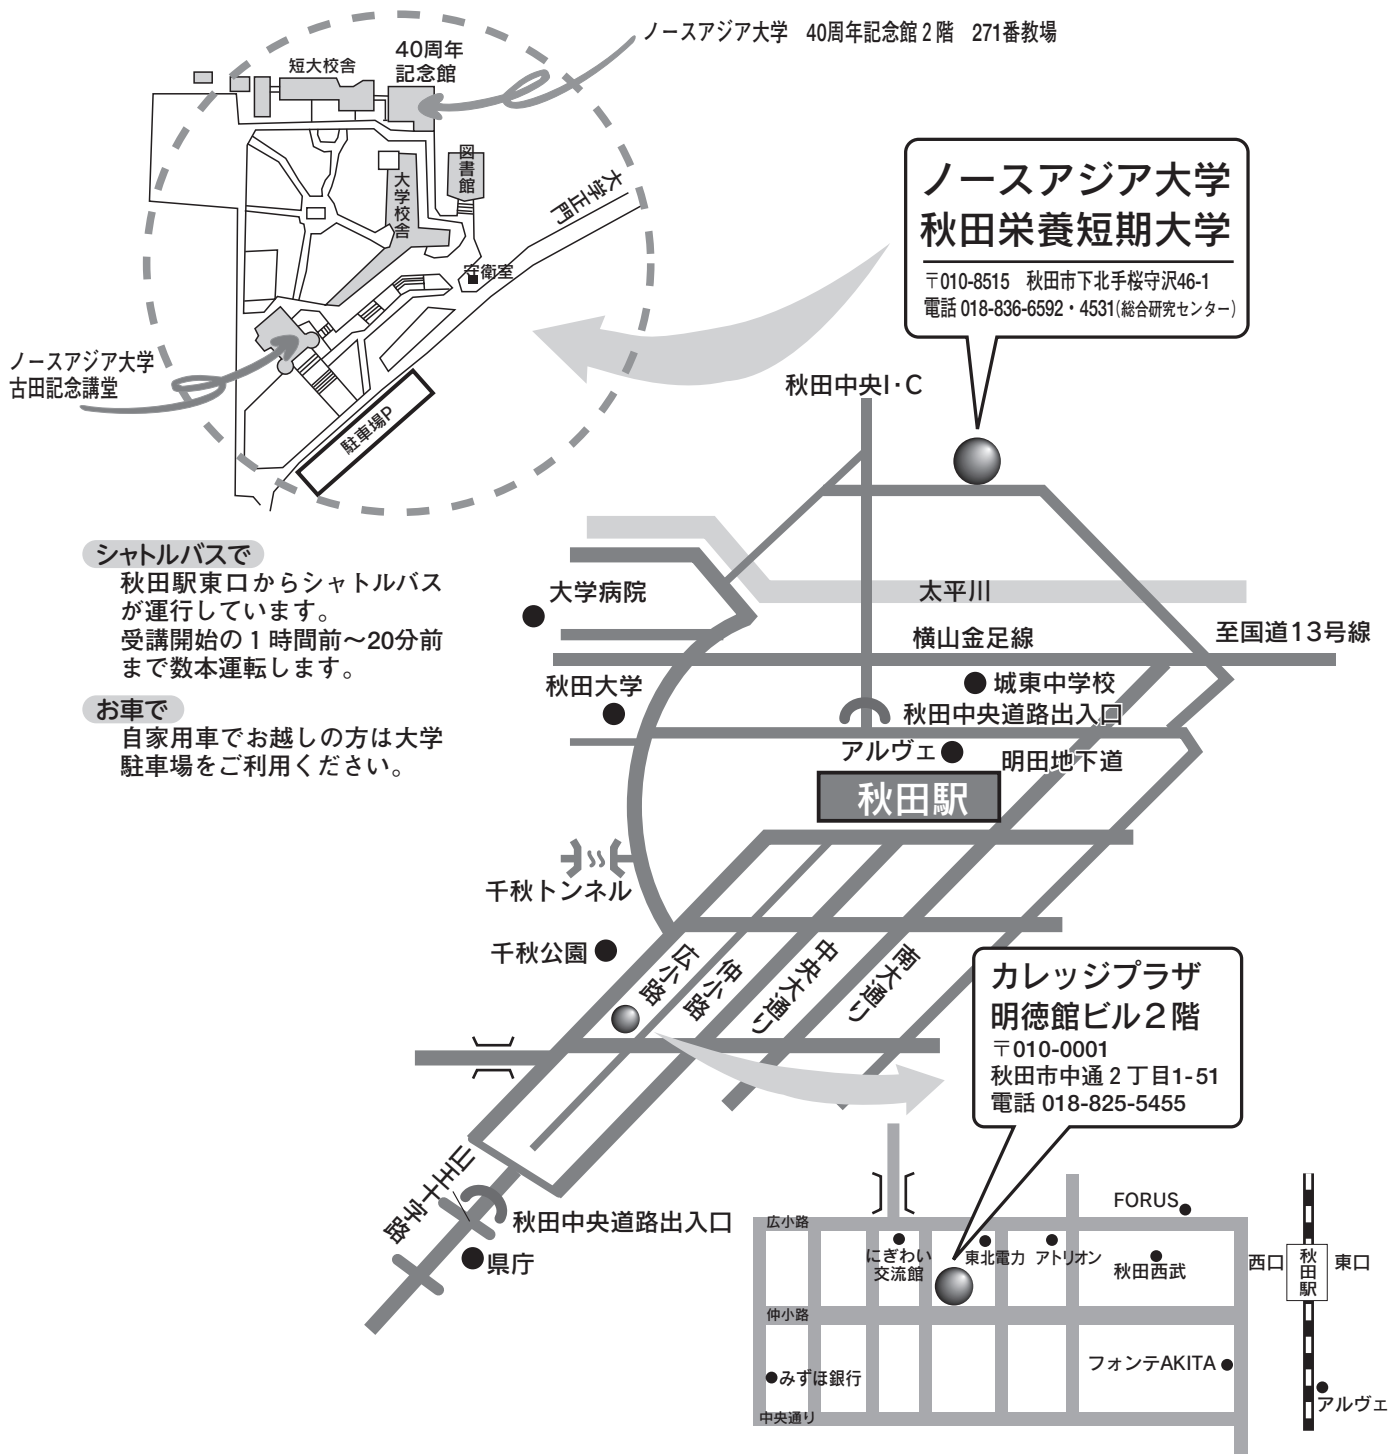 ノースアジア大学　40周年記念館２階　271番教場
40周年
記念館
短大校舎
図書館
大学校舎
大学正門
守衛室
ノースアジア大学
古田記念講堂
駐車場P
ノースアジア大学
秋田栄養短期大学
〒010-8515　秋田市下北手桜守沢46-1
電話 018-836-6592・4531(総合研究センター)
シャトルバスで
秋田駅東口からシャトルバス
が運行しています。
受講開始の１時間前〜20分前
まで数本運転します。
お車で
自家用車でお越しの方は大学
駐車場をご利用ください。
秋田中央I・C
大学病院
太平川
横山金足線
至国道13号線
秋田大学
城東中学校
秋田中央道路出入口
アルヴェ
明田地下道
秋田駅
千秋トンネル
千秋公園
広小路
仲小路
中央大通り
南大通り
カレッジプラザ
明徳館ビル２階
〒010-0001
秋田市中通２丁目1-51
電話 018-825-5455
山王十字路
秋田中央道路出入口
県庁
FORUS
広小路
にぎわい
交流館
東北電力
アトリオン
秋田西武
西口
秋田駅
東口
仲小路
フォンテAKITA
みずほ銀行
アルヴェ
中央通り